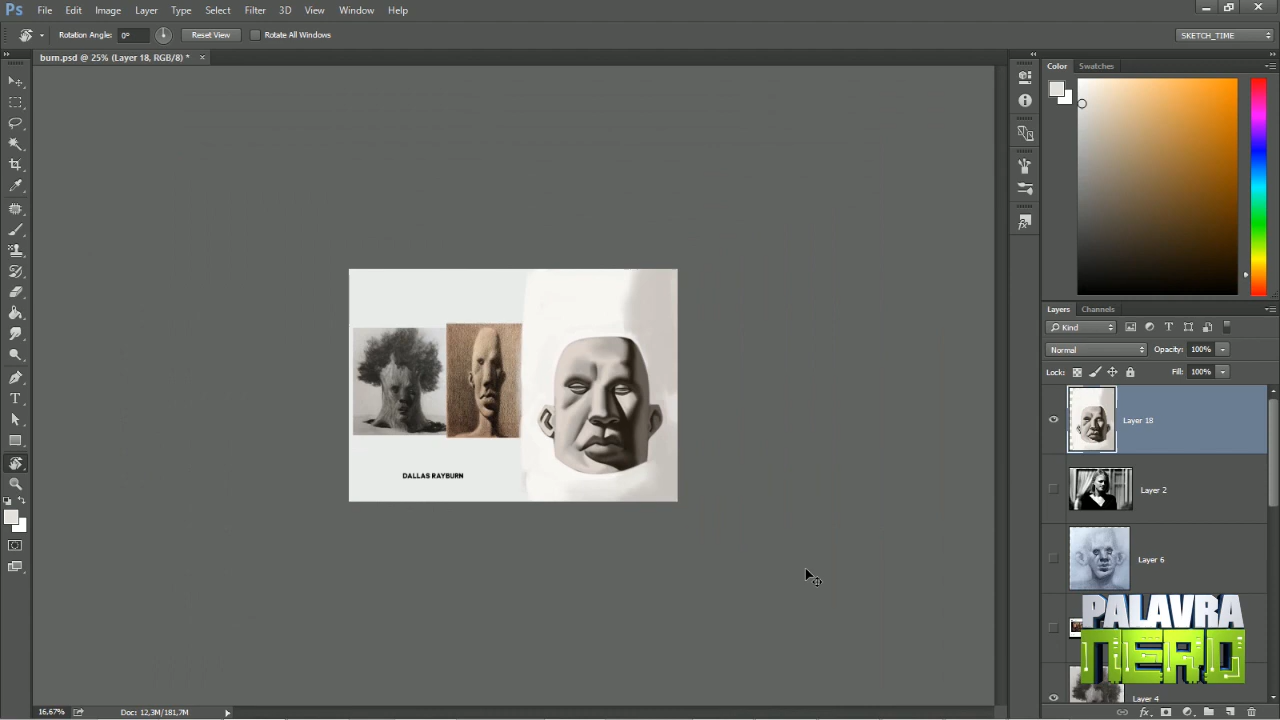 Ps File Edit Image Layer Type Select Filter 3D View Window Help
Rotation Angle: 0° Reset View Rotate All Windows SKETCH_TIME
burn.psd @ 25% (Layer 18, RGB/8) * ×
Color Swatches
Layers Channels
Kind
Normal Opacity: 100%
Lock: Fill: 100%
Layer 18
Layer 2
Layer 6
Layer 4
DALLAS RAYBURN
PALAVRA
NERD
16,67% Doc: 12,3M/181,7M